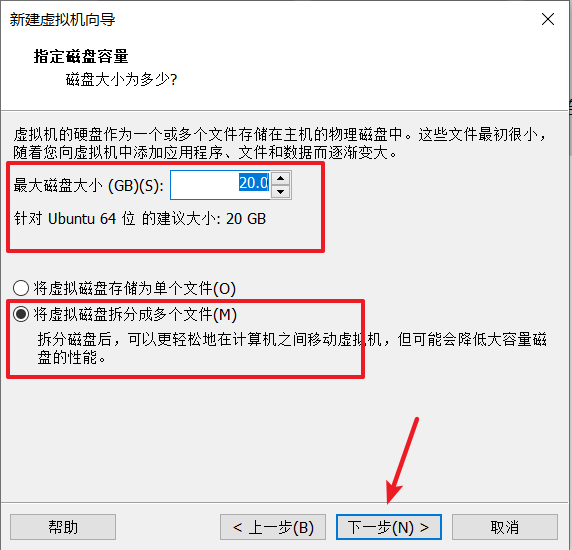 新建虚拟机向导
指定磁盘容量
磁盘大小为多少?
虚拟机的硬盘作为一个或多个文件存储在主机的物理磁盘中。这些文件最初很小，
随着您向虚拟机中添加应用程序、文件和数据而逐渐变大。
最大磁盘大小 (GB)(S): 20.0
针对 Ubuntu 64 位 的建议大小: 20 GB
将虚拟磁盘存储为单个文件(O)
将虚拟磁盘拆分成多个文件(M)
拆分磁盘后，可以更轻松地在计算机之间移动虚拟机，但可能会降低大容量磁
盘的性能。
帮助 < 上一步(B) 下一步(N) > 取消